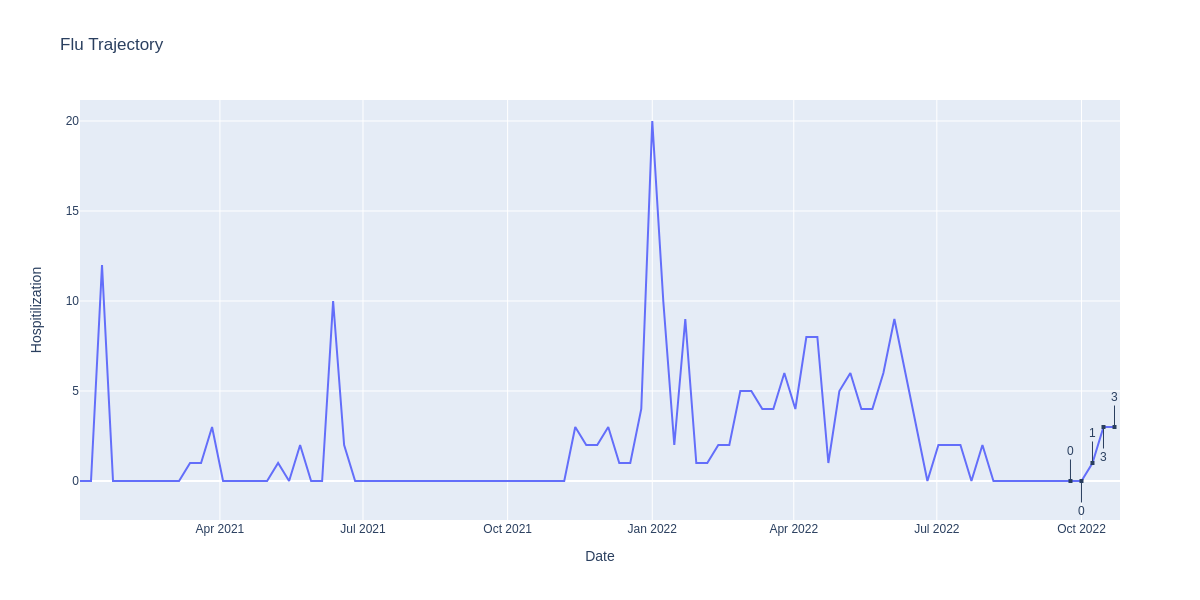 Flu Trajectory
Hospitilization
20
15
10
5
0
3
1
0
3
0
Apr 2021
Jul 2021
Oct 2021
Jan 2022
Apr 2022
Jul 2022
Oct 2022
Date